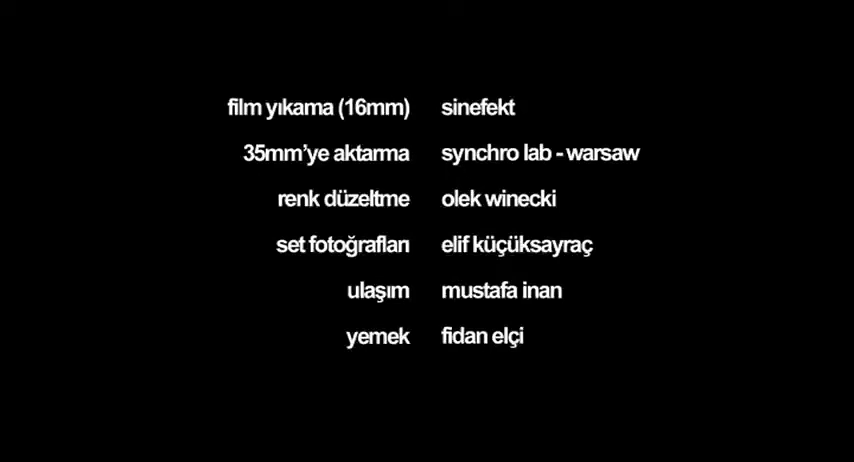 film yıkama (16mm) sinefekt
35mm'ye aktarma synchro lab - warsaw
renk düzeltme olek winecki
set fotoğrafları elif küçüksayraç
ulaşım mustafa inan
yemek fidan elçi